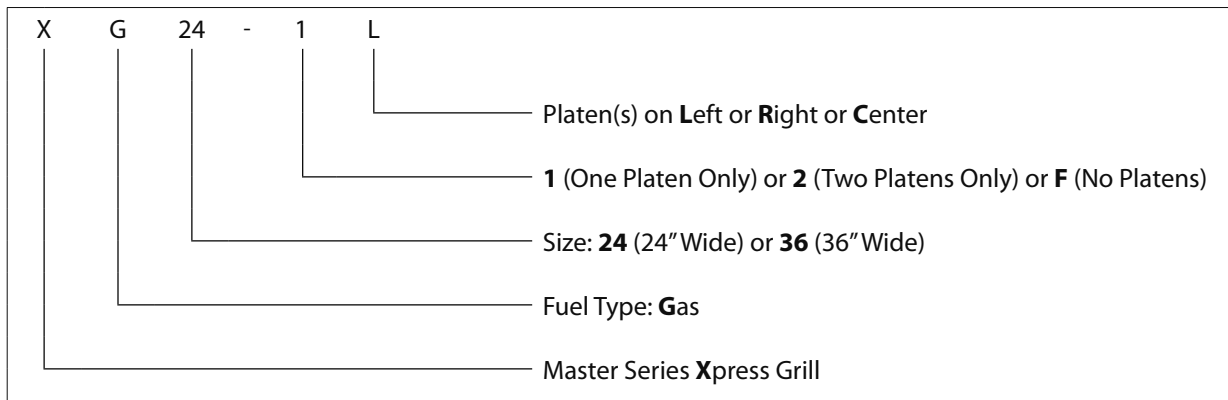 X G 24 - 1 L
Platen(s) on Left or Right or Center
1 (One Platen Only) or 2 (Two Platens Only) or F (No Platens)
Size: 24 (24” Wide) or 36 (36” Wide)
Fuel Type: Gas
Master Series Xpress Grill